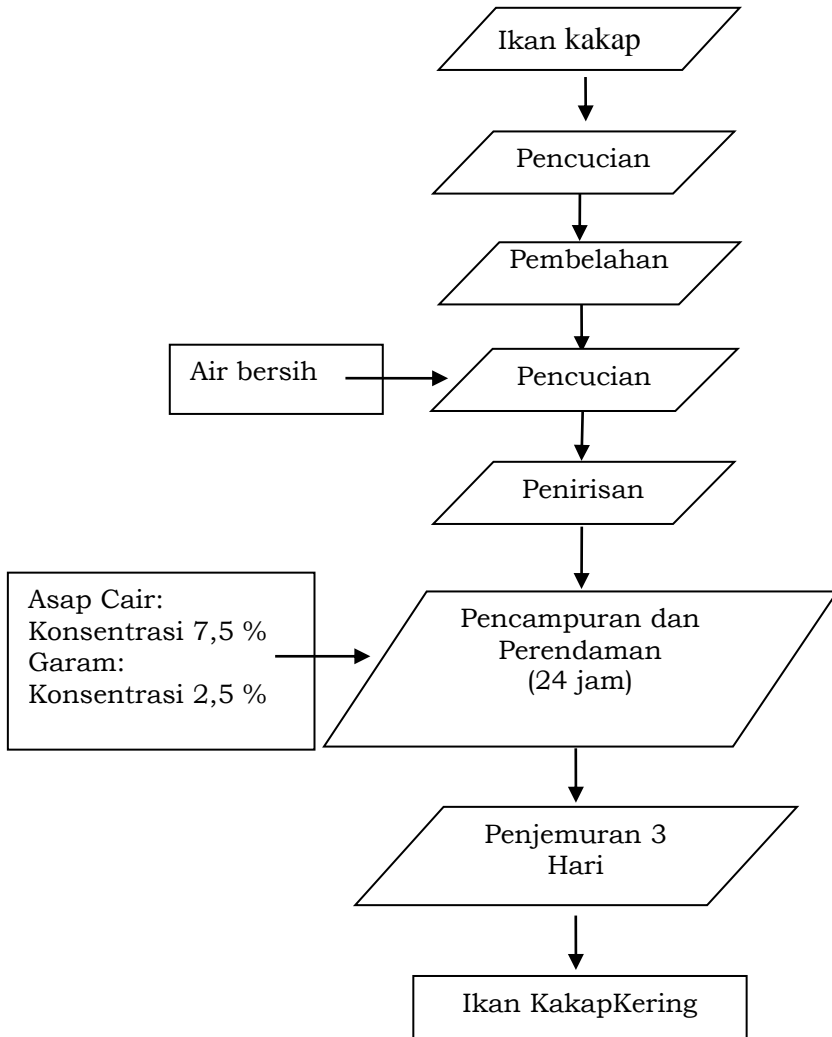 Ikan kakap
Pencucian
Pembelahan
Air bersih
Pencucian
Penirisan
Asap Cair:
Konsentrasi 7,5 %
Garam:
Konsentrasi 2,5 %
Pencampuran dan
Perendaman
(24 jam)
Penjemuran 3
Hari
Ikan KakapKering